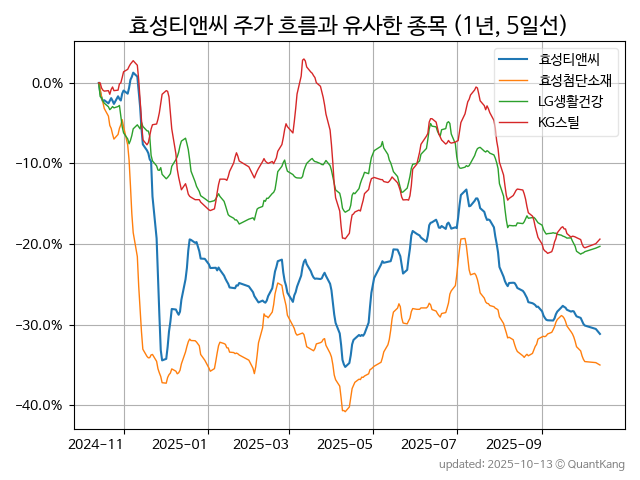 효성티앤씨 주가 흐름과 유사한 종목 (1년, 5일선)
효성티앤씨
효성첨단소재
LG생활건강
KG스틸
0.0%
-10.0%
-20.0%
-30.0%
-40.0%
2024-11
2025-01
2025-03
2025-05
2025-07
2025-09
updated: 2025-10-13 © QuantKang